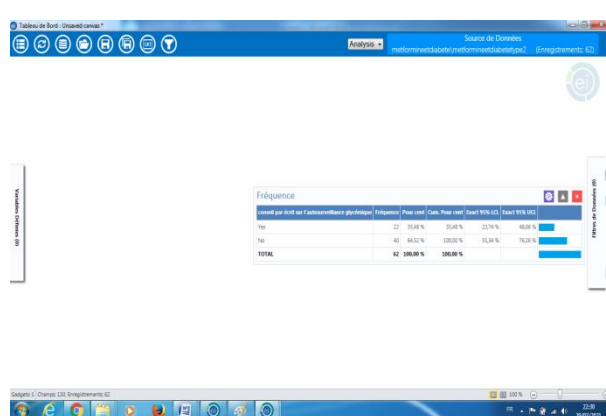 Tableau de Bord : Unsaved canvas*
Analysis
Source de Données
metformineetdiabete\metformineetdiabetetype2 (Enregistrements: 62)
ei
Variables Définies (0)
Filtres de Données (0)
Fréquence
conseil par écrit sur l'autosurveillance glycémique Fréquence Pour cent Cum. Pour cent Exact 95% LCL Exact 95% UCL
Yes 22 35,48 % 35,48 % 23,74 % 48,66 %
No 40 64,52 % 100,00 % 51,34 % 76,26 %
TOTAL 62 100,00 % 100,00 %
Gadgets: 1 Champs: 130, Enregistrements: 62
100 %
FR
22:30